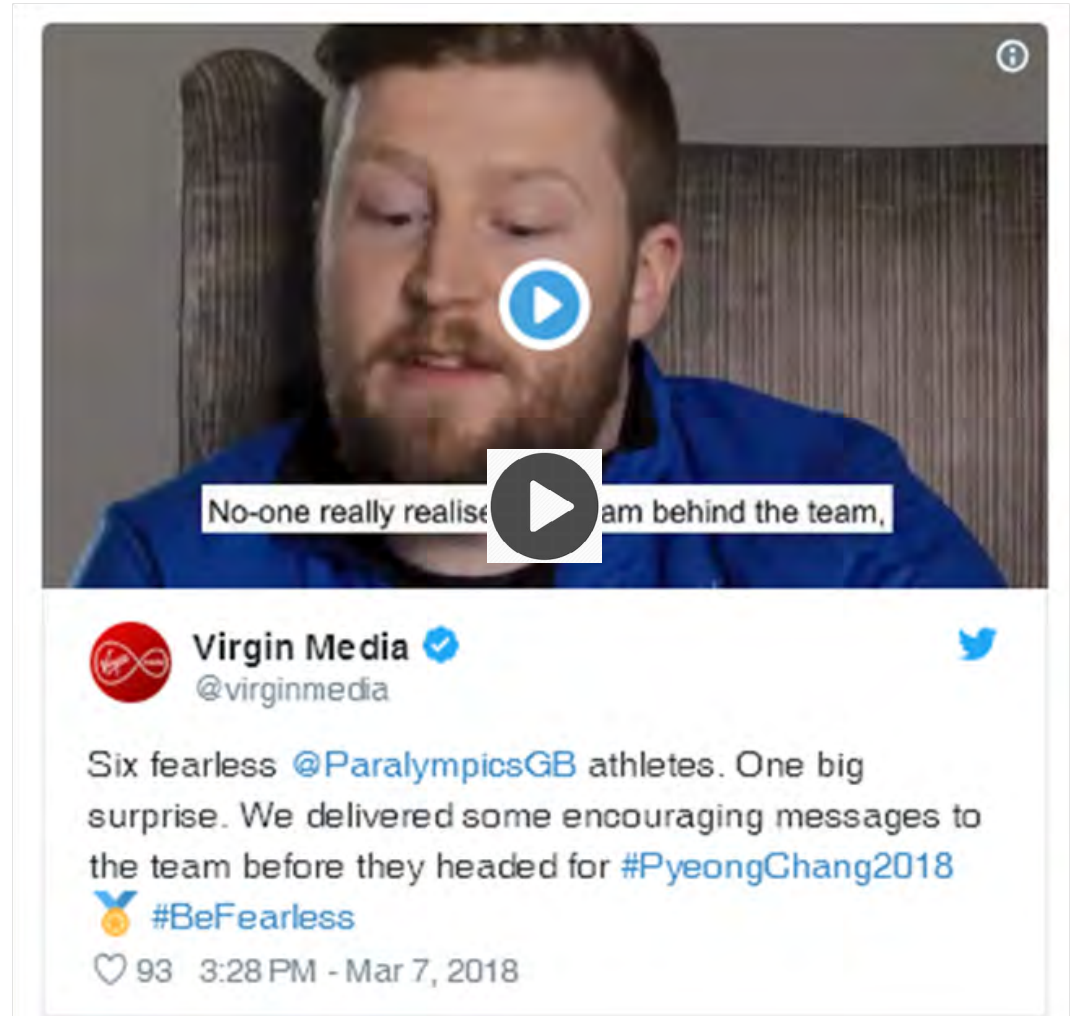 No-one really realise am behind the team,
Virgin Media
@virginmedia
Six fearless @ParalympicsGB athletes. One big
surprise. We delivered some encouraging messages to
the team before they headed for #PyeongChang2018
#BeFearless
93 3:28 PM - Mar 7, 2018